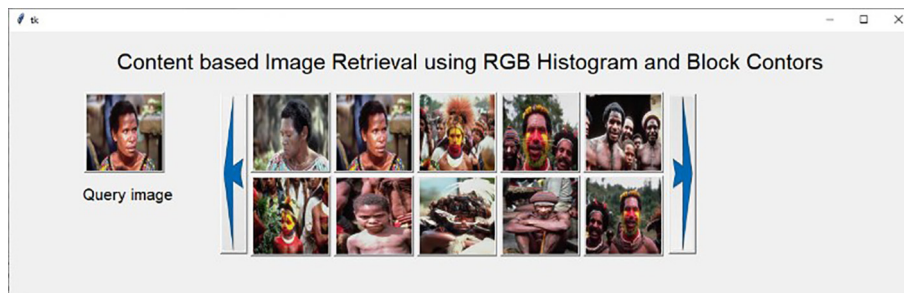 tk
Content based Image Retrieval using RGB Histogram and Block Contors
Query image